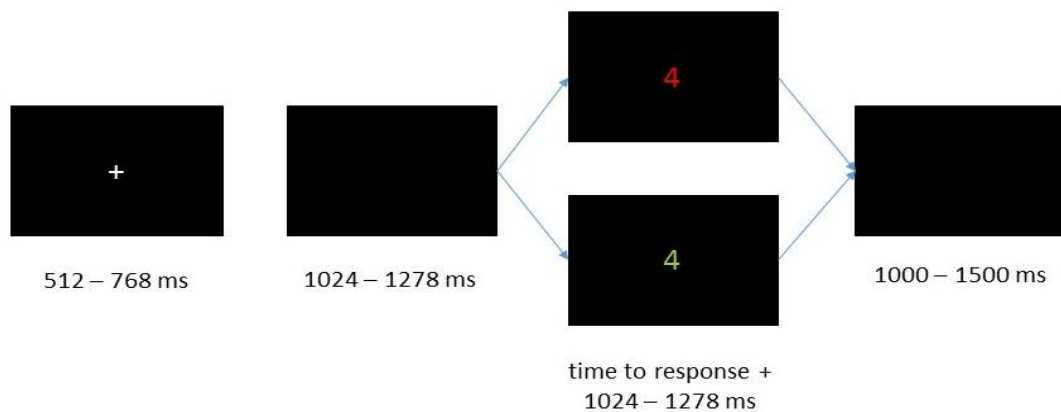 +
512 – 768 ms
1024 – 1278 ms
4
4
time to response +
1024 – 1278 ms
1000 – 1500 ms